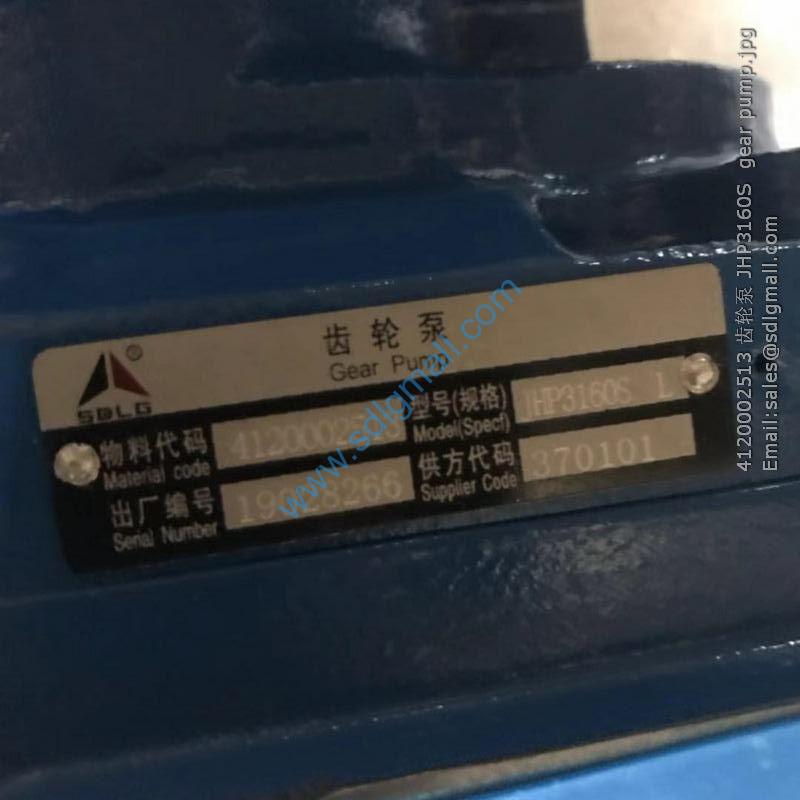 齿轮泵
Gear Pump
®
SDLG
物料代码
Material code
4120002513
型号(规格)
Model(Specf)
JHP3160S L
出厂编号
Serial Number
供方代码
Supplier Code
370101
www.sdlgmall.com
4120002513 齿轮泵 JHP3160S gear pump.jpg
Email:sales@sdlgmall.com